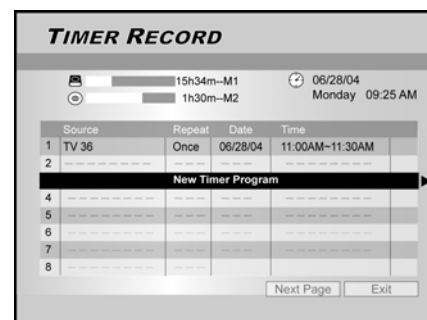 TIMER RECORD
15h34m--M1
1h30m--M2
06/28/04
Monday 09:25 AM
Source Repeat Date Time
1 TV 36 Once 06/28/04 11:00AM~11:30AM
2 -------- --- --- --------
New Timer Program
4 -------- --- --- --------
5 -------- --- --- --------
6 -------- --- --- --------
7 -------- --- --- --------
8 -------- --- --- --------
Next Page Exit